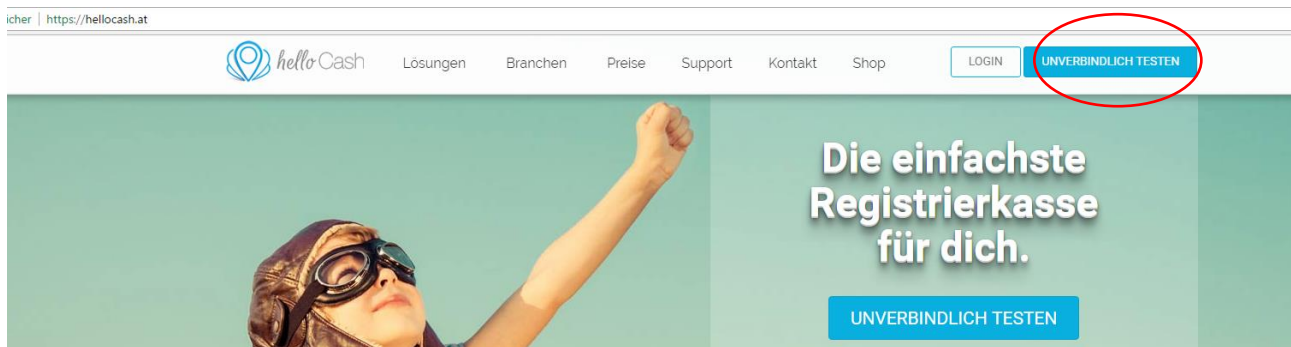 icher | https://hellocash.at
hello Cash Lösungen Branchen Preise Support Kontakt Shop LOGIN UNVERBINDLICH TESTEN
Die einfachste
Registrierkasse
für dich.
UNVERBINDLICH TESTEN